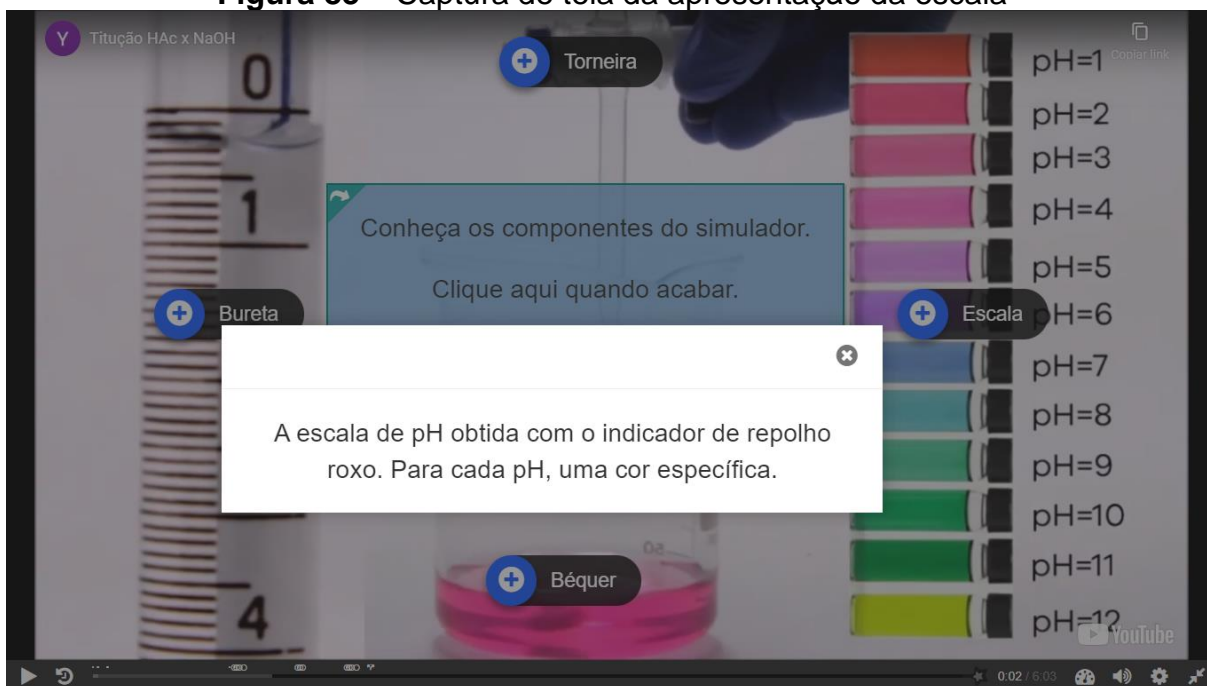 Figura 38 – Captura de tela da apresentação da escala
Y
Titução HAc x NaOH
Copiar link
Torneira
0
1
4
pH=1
pH=2
pH=3
pH=4
pH=5
pH=6
pH=7
pH=8
pH=9
pH=10
pH=11
pH=12
Conheça os componentes do simulador.
Clique aqui quando acabar.
Bureta
Escala
A escala de pH obtida com o indicador de repolho
roxo. Para cada pH, uma cor específica.
50
Béquer
YouTube
0:02 / 6:03